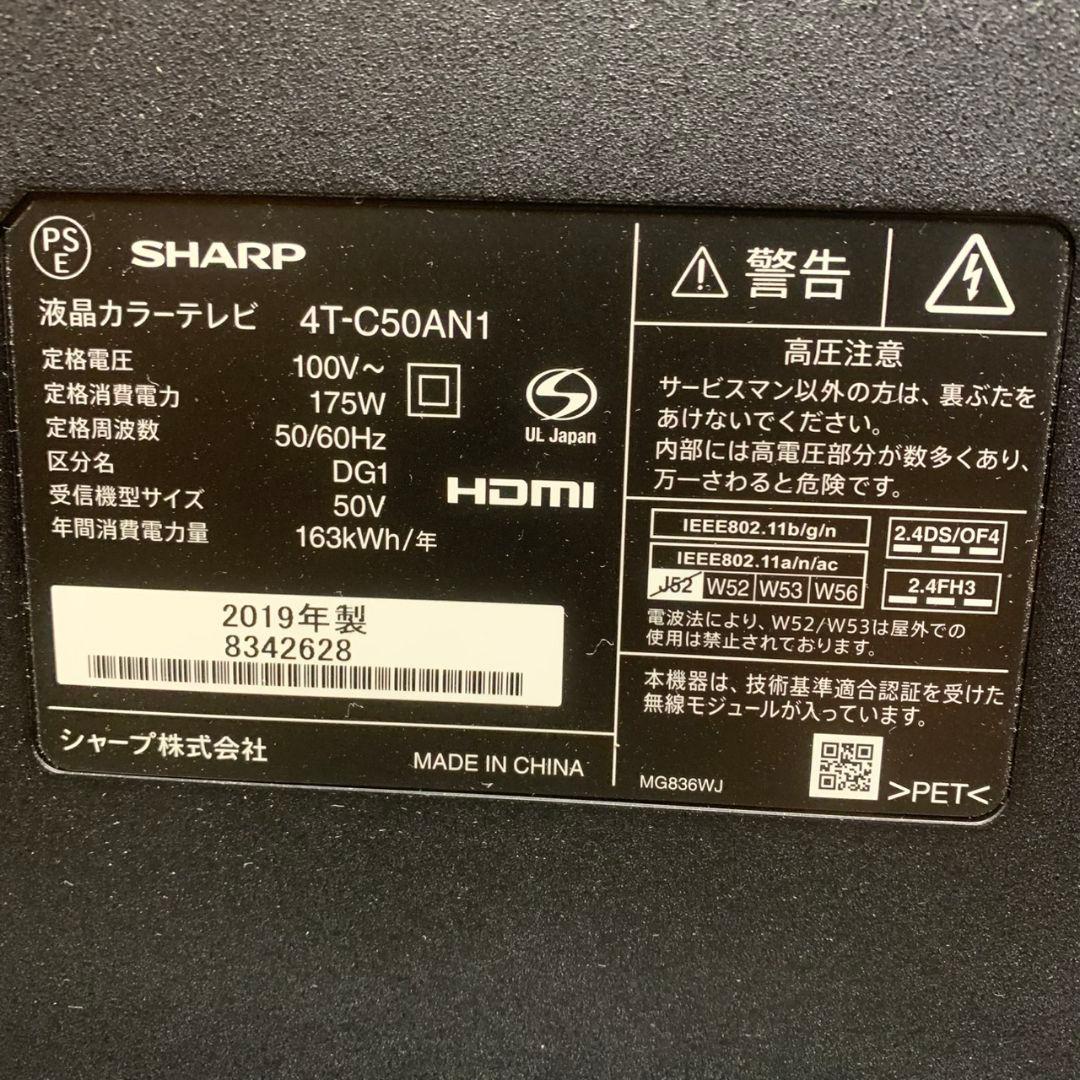 PS
E
SHARP
液晶カラーテレビ 4T-C50AN1
定格電圧 100V～
定格消費電力 175W
定格周波数 50/60Hz
区分名 DG1
受信機型サイズ 50V
年間消費電力量 163kWh/年
UL Japan
HDMI
2019年製
8342628
シャープ株式会社 MADE IN CHINA
警告
高圧注意
サービスマン以外の方は、裏ぶたを
あけないでください。
内部には高電圧部分が数多くあり、
万一さわると危険です。
IEEE802.11b/g/n
IEEE802.11a/n/ac
J52 W52 W53 W56
2.4DS/OF4
2.4FH3
電波法により、W52/W53は屋外での
使用は禁止されております。
本機器は、技術基準適合認証を受けた
無線モジュールが入っています。
MG836WJ
>PET<